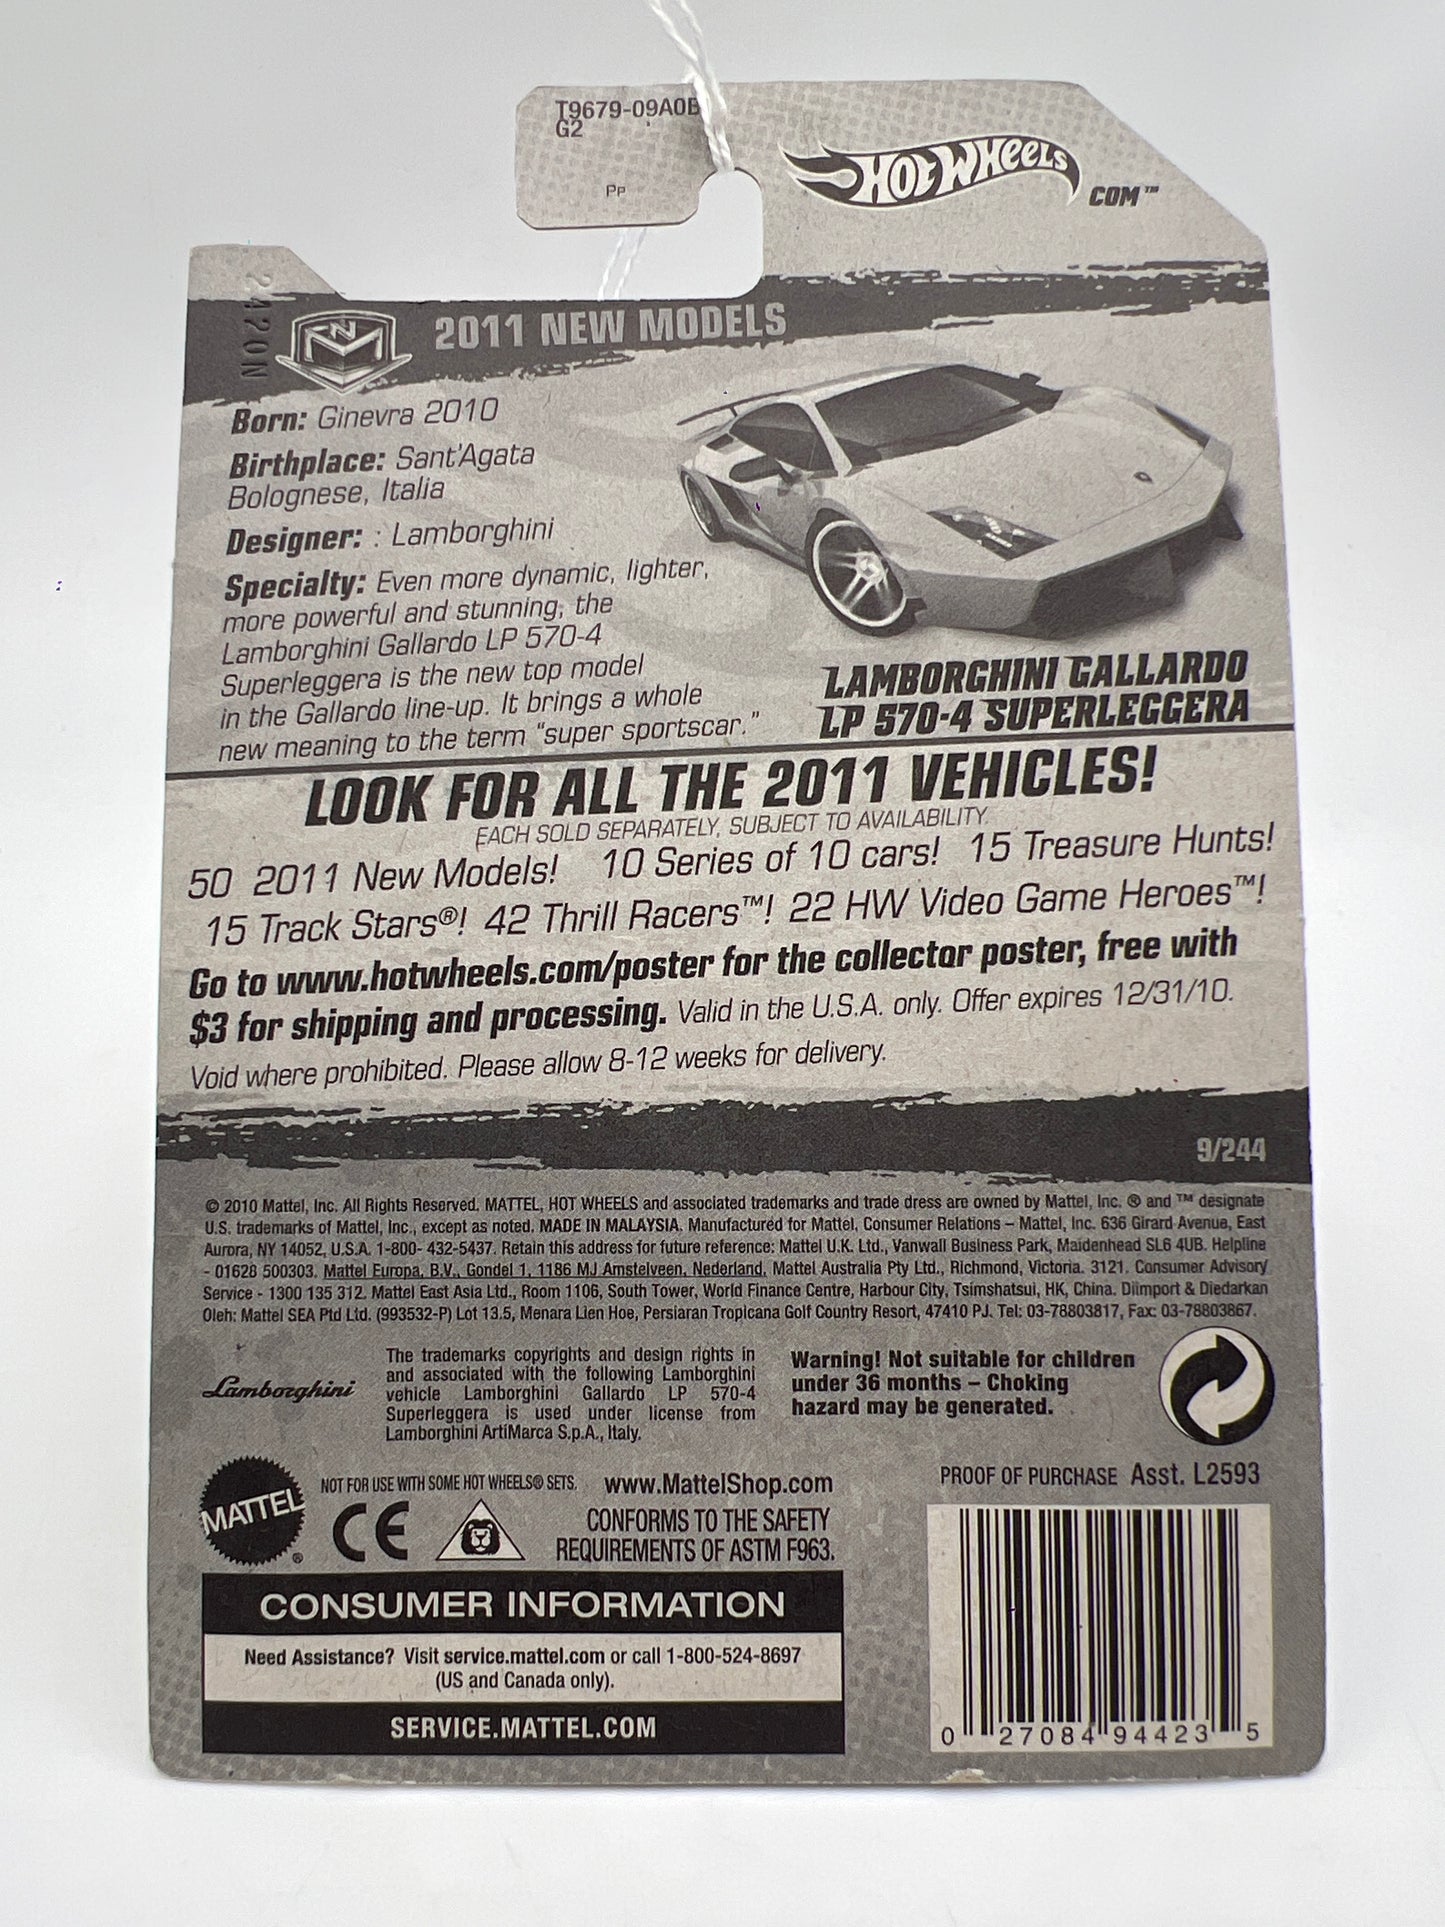 T9679-09A0B
G2
PP
HOT WHEELS
COM™
2420N
NM
2011 NEW MODELS
Born: Ginevra 2010
Birthplace: Sant'Agata
Bolognese, Italia
Designer: : Lamborghini
Specialty: Even more dynamic, lighter,
more powerful and stunning, the
Lamborghini Gallardo LP 570-4
Superleggera is the new top model
in the Gallardo line-up. It brings a whole
new meaning to the term "super sportscar."
LAMBORGHINI GALLARDO
LP 570-4 SUPERLEGGERA
LOOK FOR ALL THE 2011 VEHICLES!
EACH SOLD SEPARATELY, SUBJECT TO AVAILABILITY.
50 2011 New Models! 10 Series of 10 cars! 15 Treasure Hunts!
15 Track Stars®! 42 Thrill Racers™! 22 HW Video Game Heroes™!
Go to www.hotwheels.com/poster for the collector poster, free with
$3 for shipping and processing. Valid in the U.S.A. only. Offer expires 12/31/10.
Void where prohibited. Please allow 8-12 weeks for delivery.
9/244
© 2010 Mattel, Inc. All Rights Reserved. MATTEL, HOT WHEELS and associated trademarks and trade dress are owned by Mattel, Inc. ® and ™ designate
U.S. trademarks of Mattel, Inc., except as noted. MADE IN MALAYSIA. Manufactured for Mattel, Consumer Relations – Mattel, Inc. 636 Girard Avenue, East
Aurora, NY 14052, U.S.A. 1-800- 432-5437. Retain this address for future reference: Mattel U.K. Ltd., Vanwall Business Park, Maidenhead SL6 4UB. Helpline
- 01628 500303. Mattel Europa, B.V., Gondel 1, 1186 MJ Amstelveen, Nederland. Mattel Australia Pty Ltd., Richmond, Victoria. 3121. Consumer Advisory
Service - 1300 135 312. Mattel East Asia Ltd., Room 1106, South Tower, World Finance Centre, Harbour City, Tsimshatsui, HK, China. Diimport & Diedarkan
Oleh: Mattel SEA Ptd Ltd. (993532-P) Lot 13.5, Menara Lien Hoe, Persiaran Tropicana Golf Country Resort, 47410 PJ. Tel: 03-78803817, Fax: 03-78803867.
Lamborghini
The trademarks copyrights and design rights in
and associated with the following Lamborghini
vehicle Lamborghini Gallardo LP 570-4
Superleggera is used under license from
Lamborghini ArtiMarca S.p.A., Italy.
Warning! Not suitable for children
under 36 months – Choking
hazard may be generated.
MATTEL®
NOT FOR USE WITH SOME HOT WHEELS® SETS.
www.MattelShop.com
CE
CONFORMS TO THE SAFETY
REQUIREMENTS OF ASTM F963.
PROOF OF PURCHASE Asst. L2593
CONSUMER INFORMATION
Need Assistance? Visit service.mattel.com or call 1-800-524-8697
(US and Canada only).
SERVICE.MATTEL.COM
0 27084 94423 5